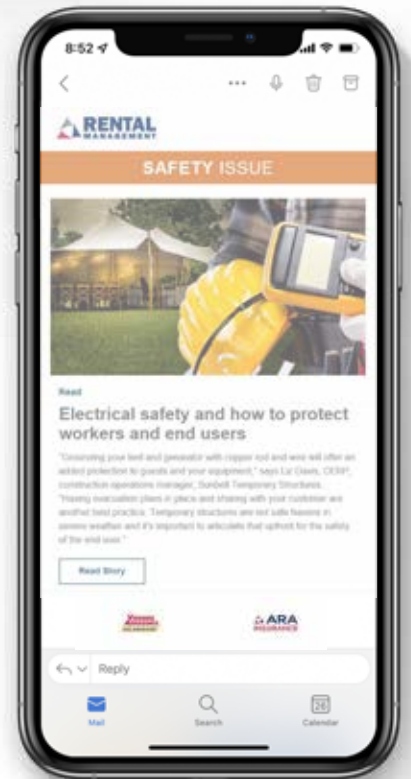 8:52
RENTAL
MANAGEMENT
SAFETY ISSUE
Read
Electrical safety and how to protect
workers and end users
"Grounding your tent and generator with copper rod and wire will offer an
added protection to guests and your equipment," says Liz Davis, CERP,
construction operations manager, Sunbelt Temporary Structures.
"Having evacuation plans in place and sharing with your customer are
another best practice. Temporary structures are not safe havens in
severe weather and it's important to articulate that upfront for the safety
of the end user."
Read Story
ARA
INSURANCE
Reply
26
Mail Search Calendar